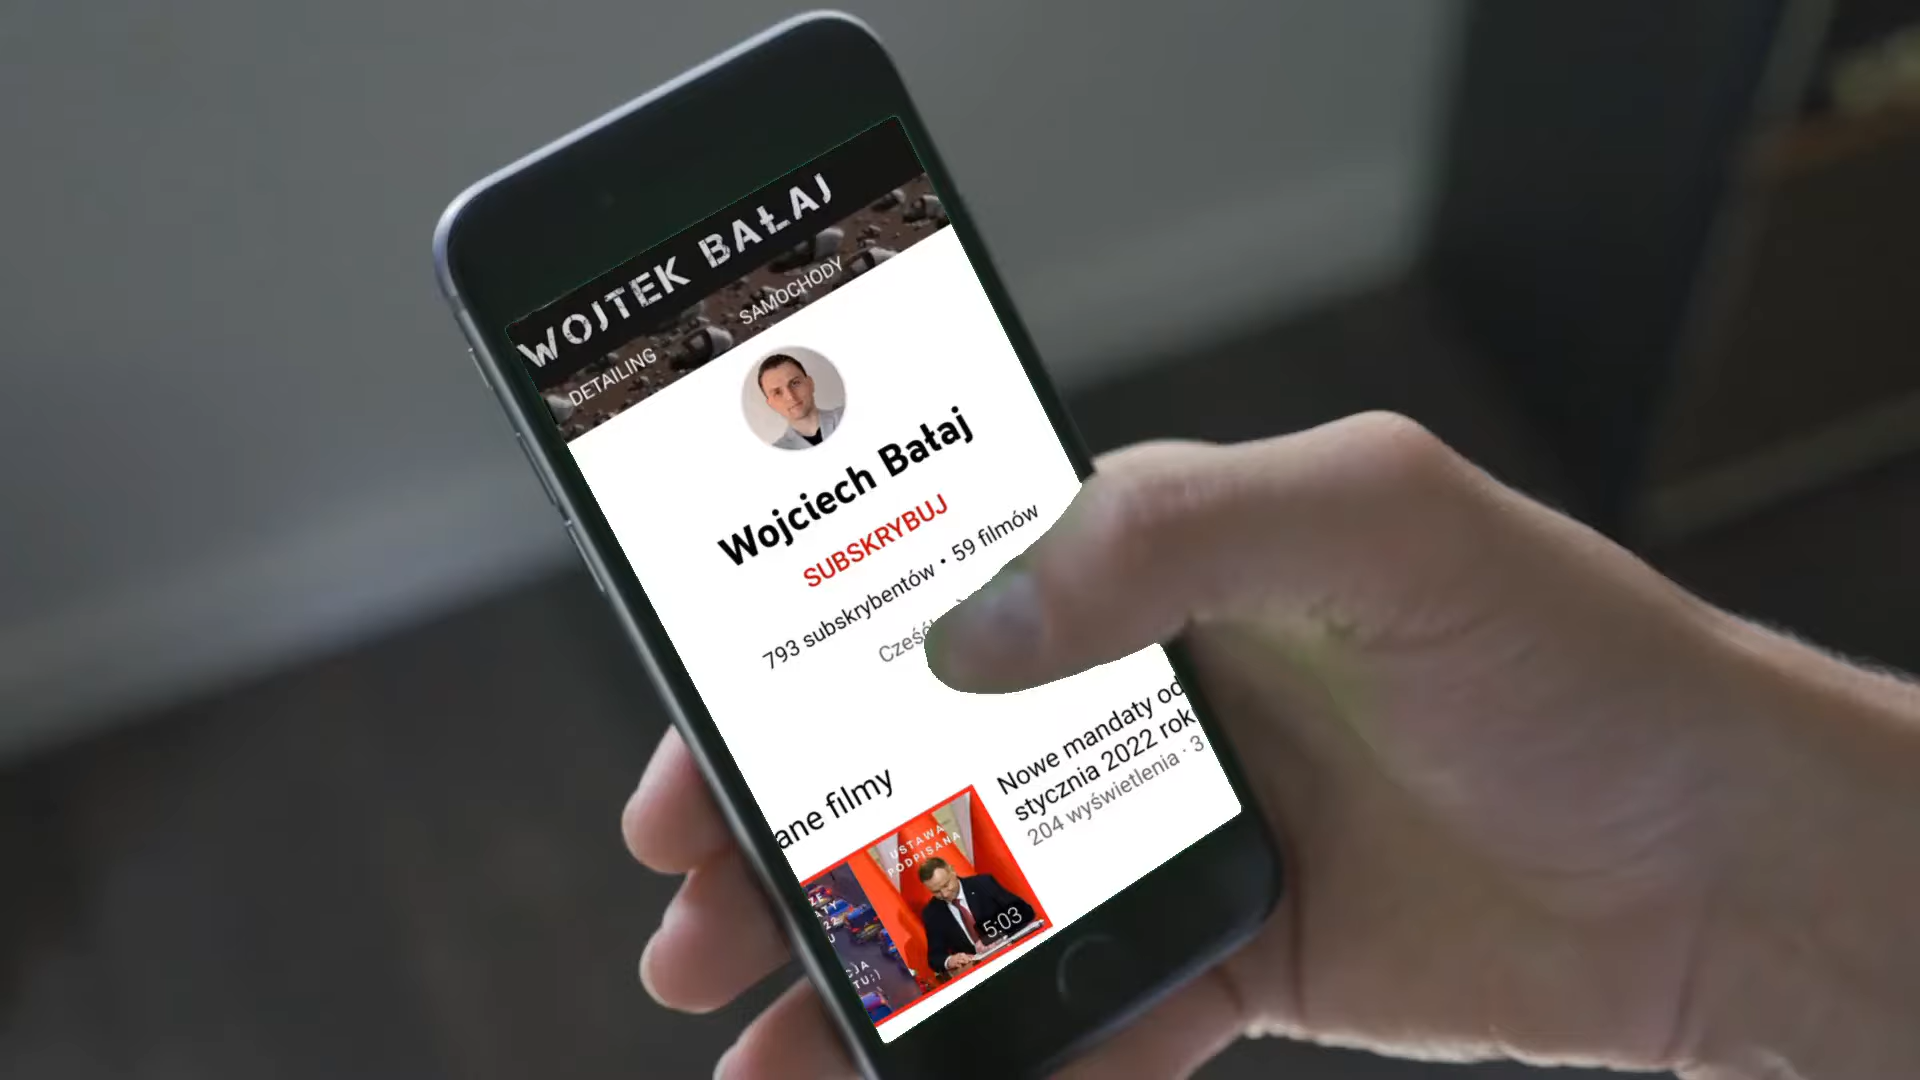 WOJTEK BAŁAJ
DETAILING SAMOCHODY
Wojciech Bałaj
SUBSKRYBUJ
793 subskrybentów • 59 filmów
Cześć
ane filmy
Nowe mandaty od
stycznia 2022 rok
204 wyświetlenia · 3
USTAWA
PODPISANA
5:03